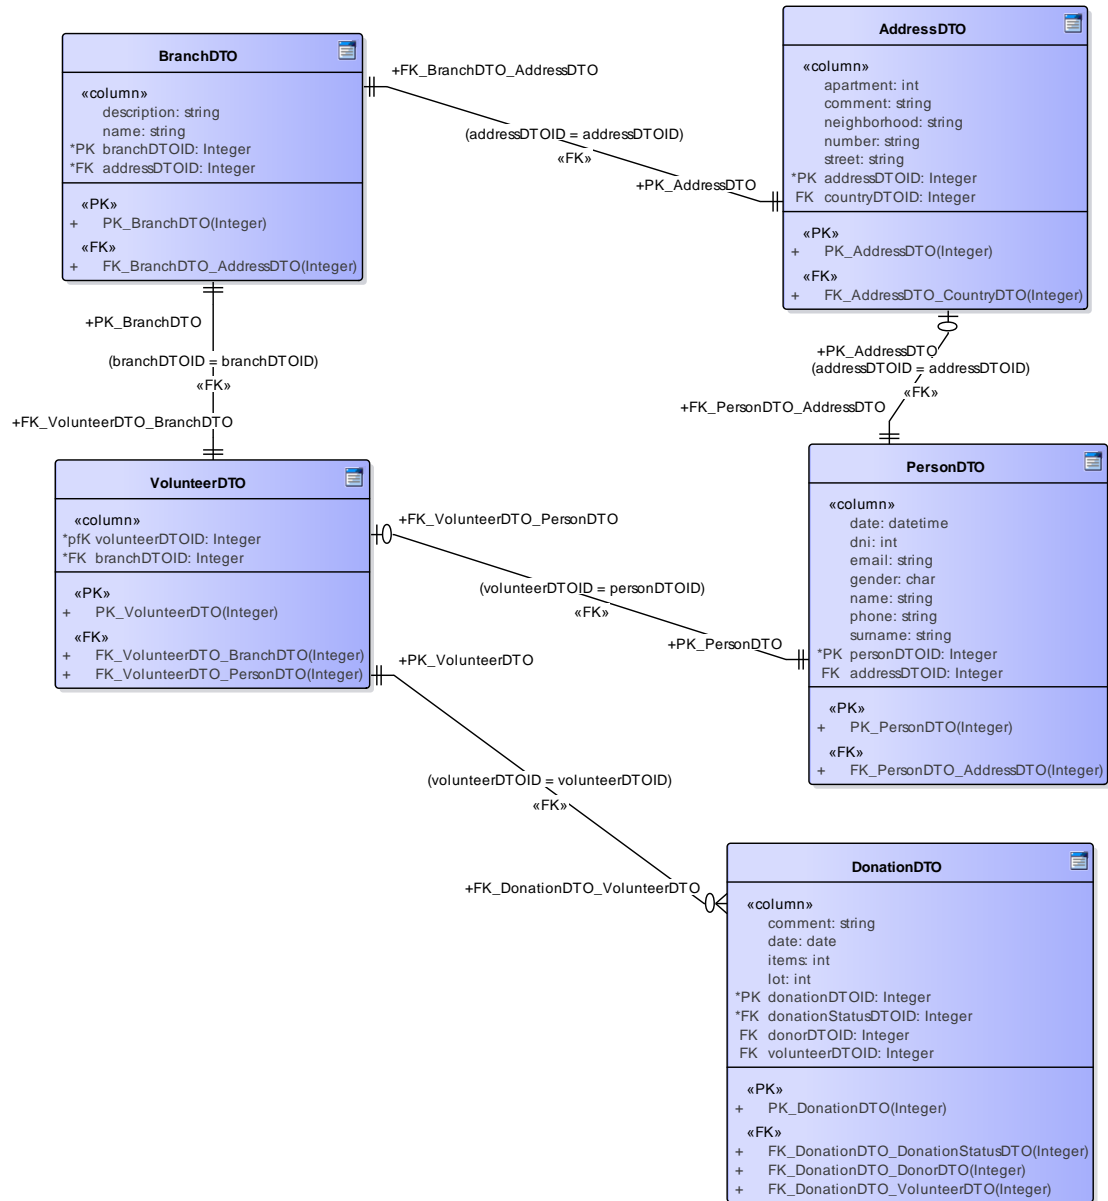 BranchDTO
«column»
description: string
name: string
*PK branchDTOID: Integer
*FK addressDTOID: Integer
«PK»
+ PK_BranchDTO(Integer)
«FK»
+ FK_BranchDTO_AddressDTO(Integer)
+FK_BranchDTO_AddressDTO
(addressDTOID = addressDTOID)
«FK»
+PK_AddressDTO
AddressDTO
«column»
apartment: int
comment: string
neighborhood: string
number: string
street: string
*PK addressDTOID: Integer
FK countryDTOID: Integer
«PK»
+ PK_AddressDTO(Integer)
«FK»
+ FK_AddressDTO_CountryDTO(Integer)
+PK_BranchDTO
(branchDTOID = branchDTOID)
«FK»
+FK_VolunteerDTO_BranchDTO
+PK_AddressDTO
(addressDTOID = addressDTOID)
«FK»
+FK_PersonDTO_AddressDTO
VolunteerDTO
«column»
*pfK volunteerDTOID: Integer
*FK branchDTOID: Integer
«PK»
+ PK_VolunteerDTO(Integer)
«FK»
+ FK_VolunteerDTO_BranchDTO(Integer)
+ FK_VolunteerDTO_PersonDTO(Integer)
+FK_VolunteerDTO_PersonDTO
(volunteerDTOID = personDTOID)
«FK»
+PK_PersonDTO
PersonDTO
«column»
date: datetime
dni: int
email: string
gender: char
name: string
phone: string
surname: string
*PK personDTOID: Integer
FK addressDTOID: Integer
«PK»
+ PK_PersonDTO(Integer)
«FK»
+ FK_PersonDTO_AddressDTO(Integer)
+PK_VolunteerDTO
(volunteerDTOID = volunteerDTOID)
«FK»
+FK_DonationDTO_VolunteerDTO
DonationDTO
«column»
comment: string
date: date
items: int
lot: int
*PK donationDTOID: Integer
*FK donationStatusDTOID: Integer
FK donorDTOID: Integer
FK volunteerDTOID: Integer
«PK»
+ PK_DonationDTO(Integer)
«FK»
+ FK_DonationDTO_DonationStatusDTO(Integer)
+ FK_DonationDTO_DonorDTO(Integer)
+ FK_DonationDTO_VolunteerDTO(Integer)